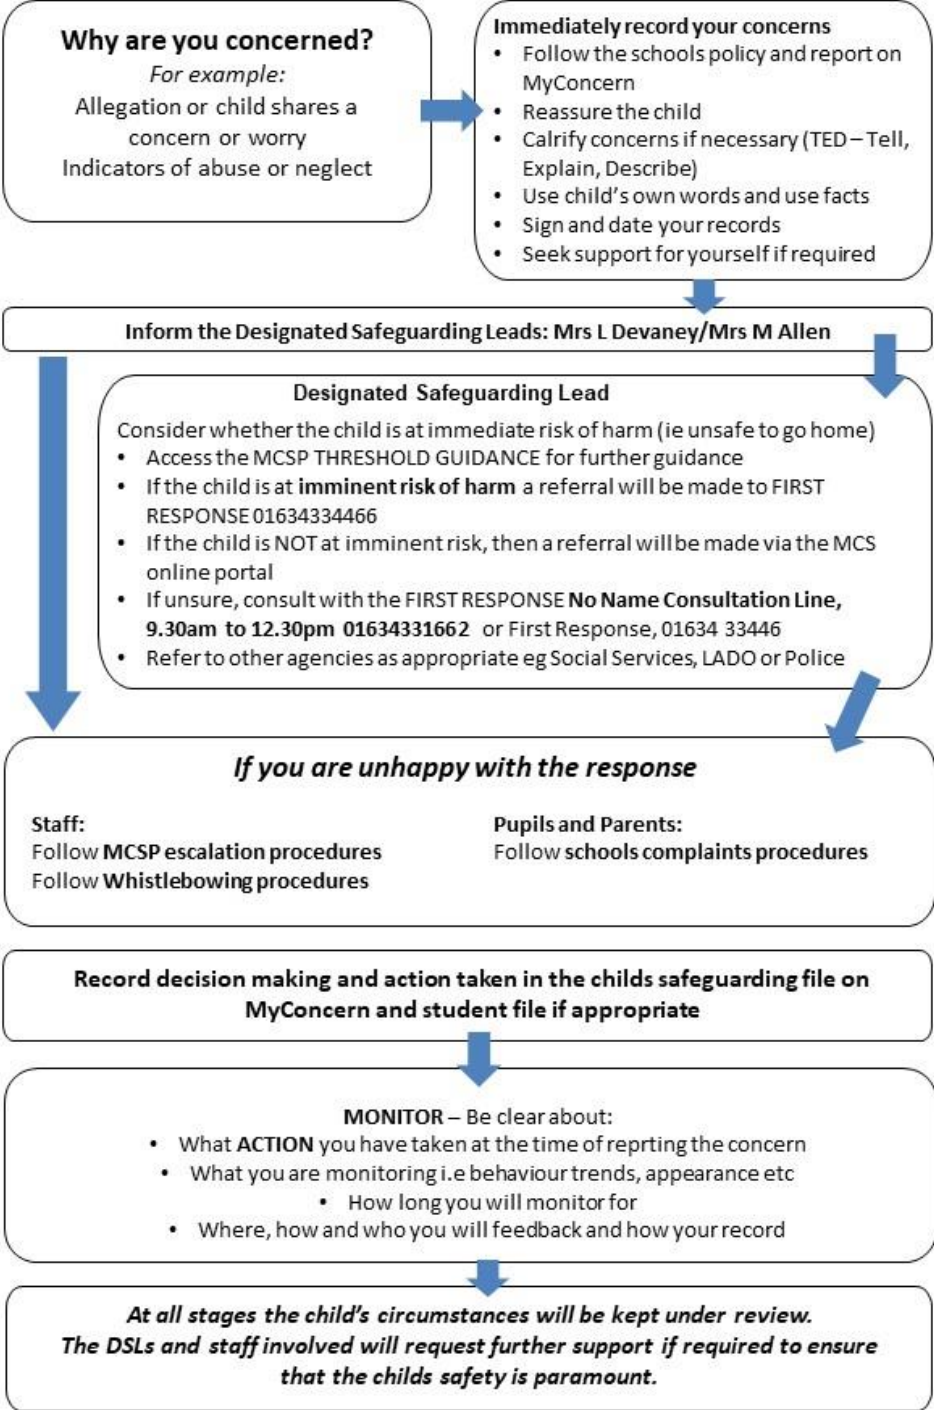 Why are you concerned?
For example:
Allegation or child shares a
concern or worry
Indicators of abuse or neglect
Immediately record your concerns
• Follow the schools policy and report on
MyConcern
• Reassure the child
• Calrify concerns if necessary (TED – Tell,
Explain, Describe)
• Use child's own words and use facts
• Sign and date your records
• Seek support for yourself if required
Inform the Designated Safeguarding Leads: Mrs L Devaney/Mrs M Allen
Designated Safeguarding Lead
Consider whether the child is at immediate risk of harm (ie unsafe to go home)
• Access the MCSP THRESHOLD GUIDANCE for further guidance
• If the child is at imminent risk of harm a referral will be made to FIRST
RESPONSE 01634334466
• If the child is NOT at imminent risk, then a referral will be made via the MCS
online portal
• If unsure, consult with the FIRST RESPONSE No Name Consultation Line,
9.30am to 12.30pm 01634331662 or First Response, 01634 33446
• Refer to other agencies as appropriate eg Social Services, LADO or Police
If you are unhappy with the response
Staff:
Follow MCSP escalation procedures
Follow Whistlebowing procedures
Pupils and Parents:
Follow schools complaints procedures
Record decision making and action taken in the childs safeguarding file on
MyConcern and student file if appropriate
MONITOR – Be clear about:
• What ACTION you have taken at the time of reprting the concern
• What you are monitoring i.e behaviour trends, appearance etc
• How long you will monitor for
• Where, how and who you will feedback and how your record
At all stages the child's circumstances will be kept under review.
The DSLs and staff involved will request further support if required to ensure
that the childs safety is paramount.